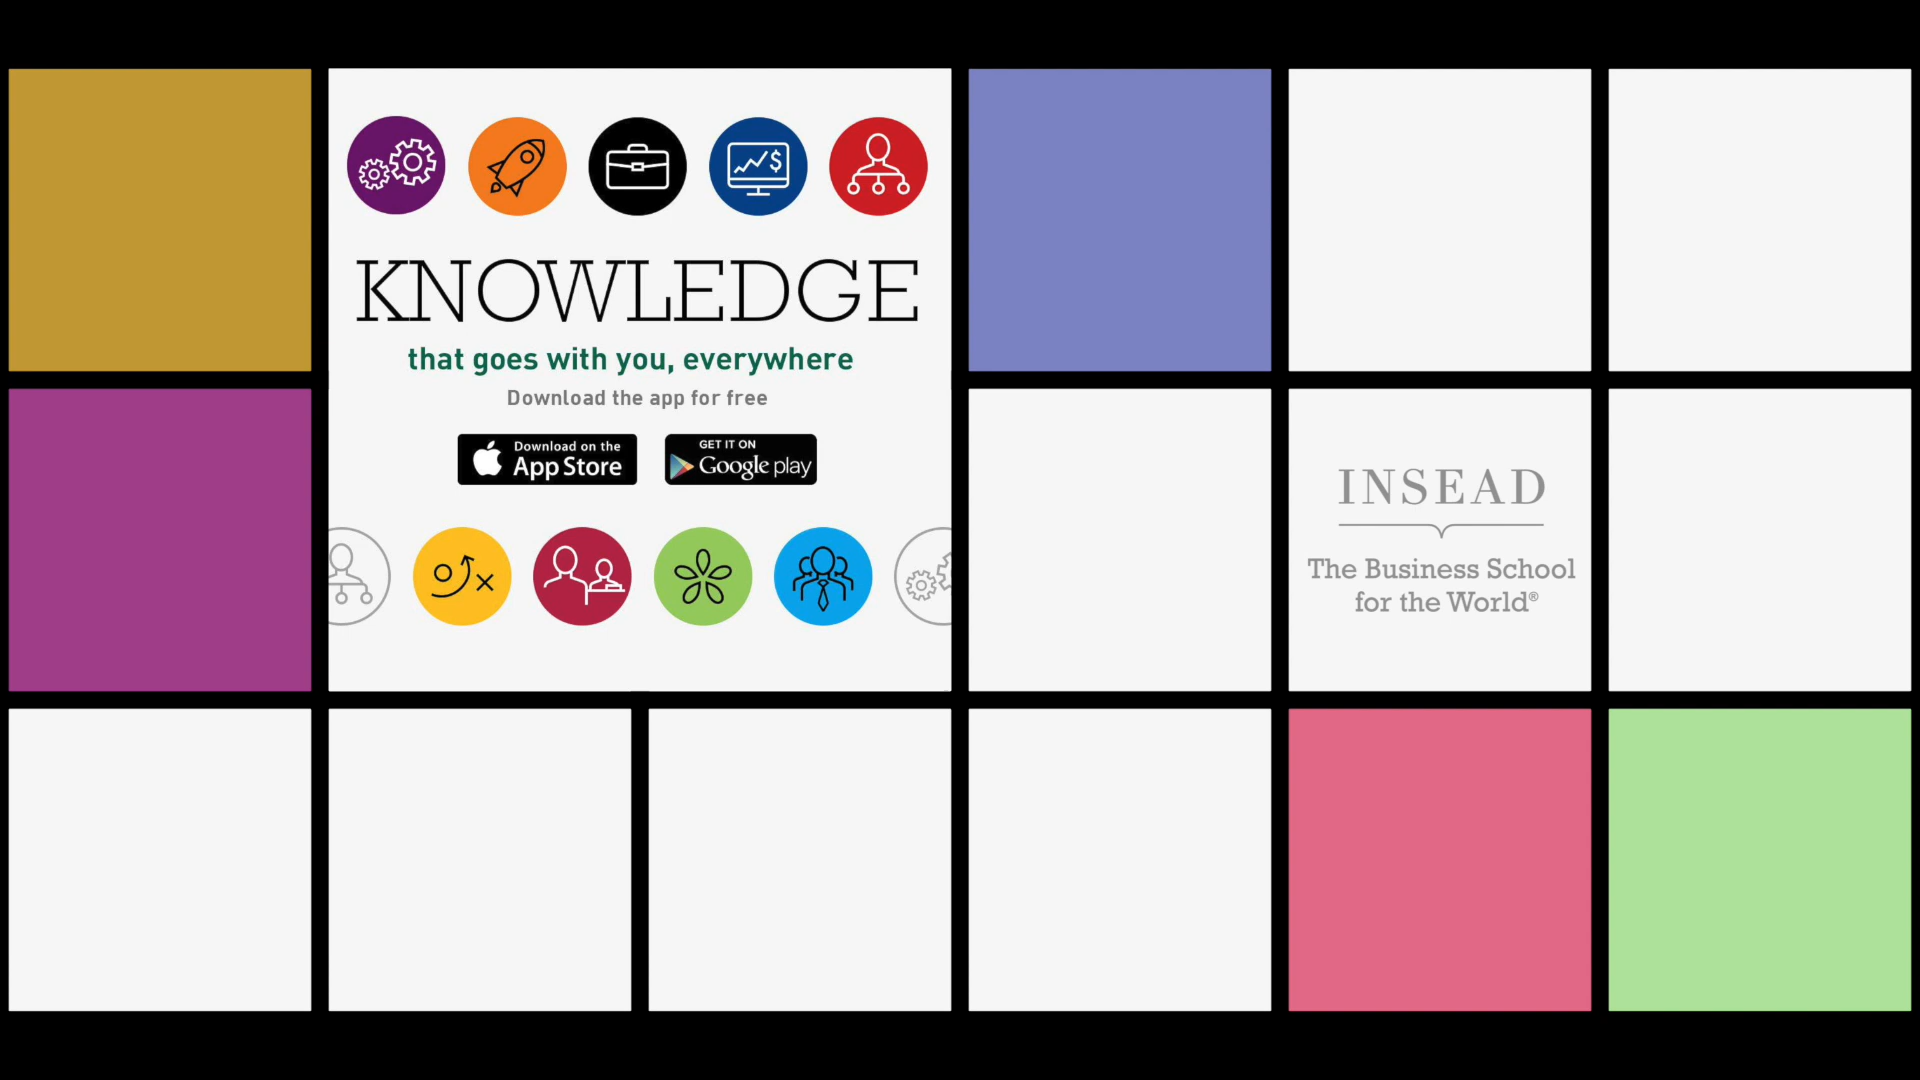 KNOWLEDGE
that goes with you, everywhere
Download the app for free
Download on the
App Store
GET IT ON
Google play
INSEAD
The Business School
for the World®